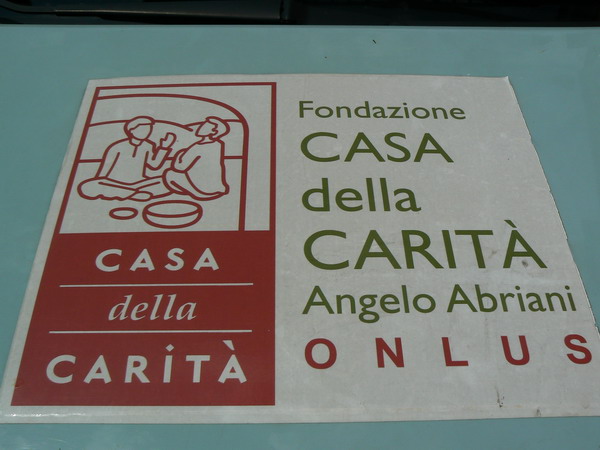 CASA
della
CARITÀ
Fondazione
CASA
della
CARITÀ
Angelo Abriani
ONLUS